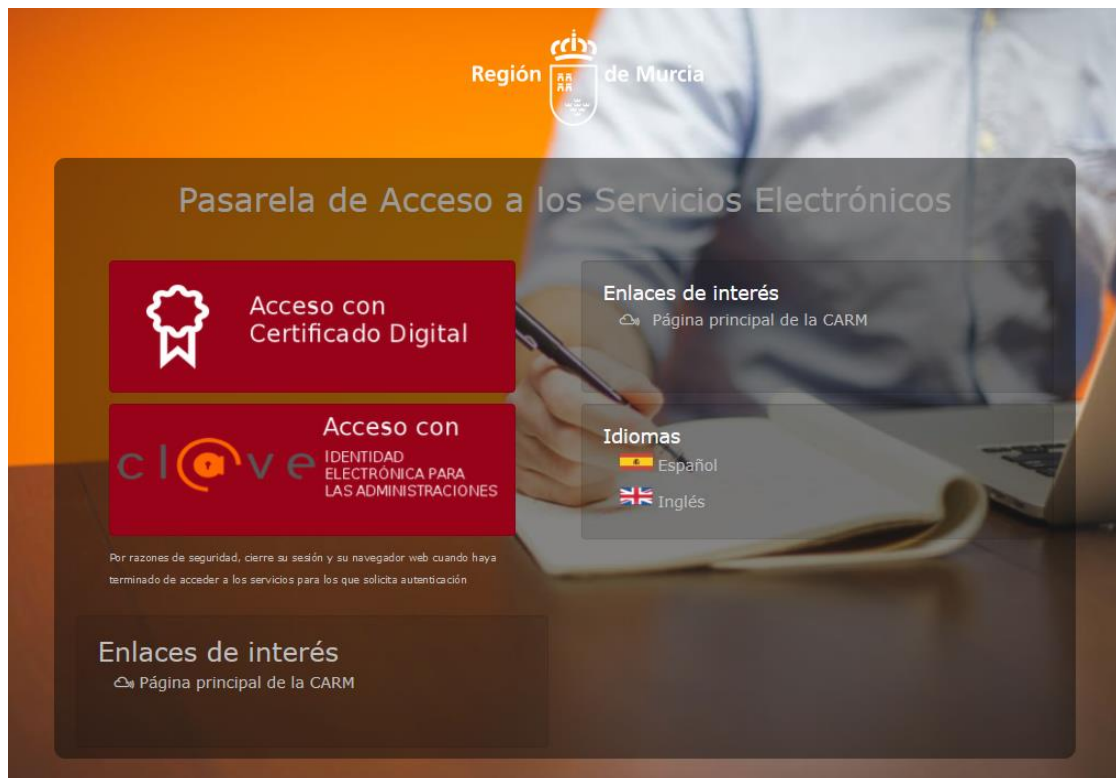 Región de Murcia
Pasarela de Acceso a los Servicios Electrónicos
Acceso con
Certificado Digital
cl@ve
Acceso con
IDENTIDAD
ELECTRÓNICA PARA
LAS ADMINISTRACIONES
Por razones de seguridad, cierre su sesión y su navegador web cuando haya
terminado de acceder a los servicios para los que solicita autenticación
Enlaces de interés
Página principal de la CARM
Idiomas
Español
Inglés
Enlaces de interés
Página principal de la CARM